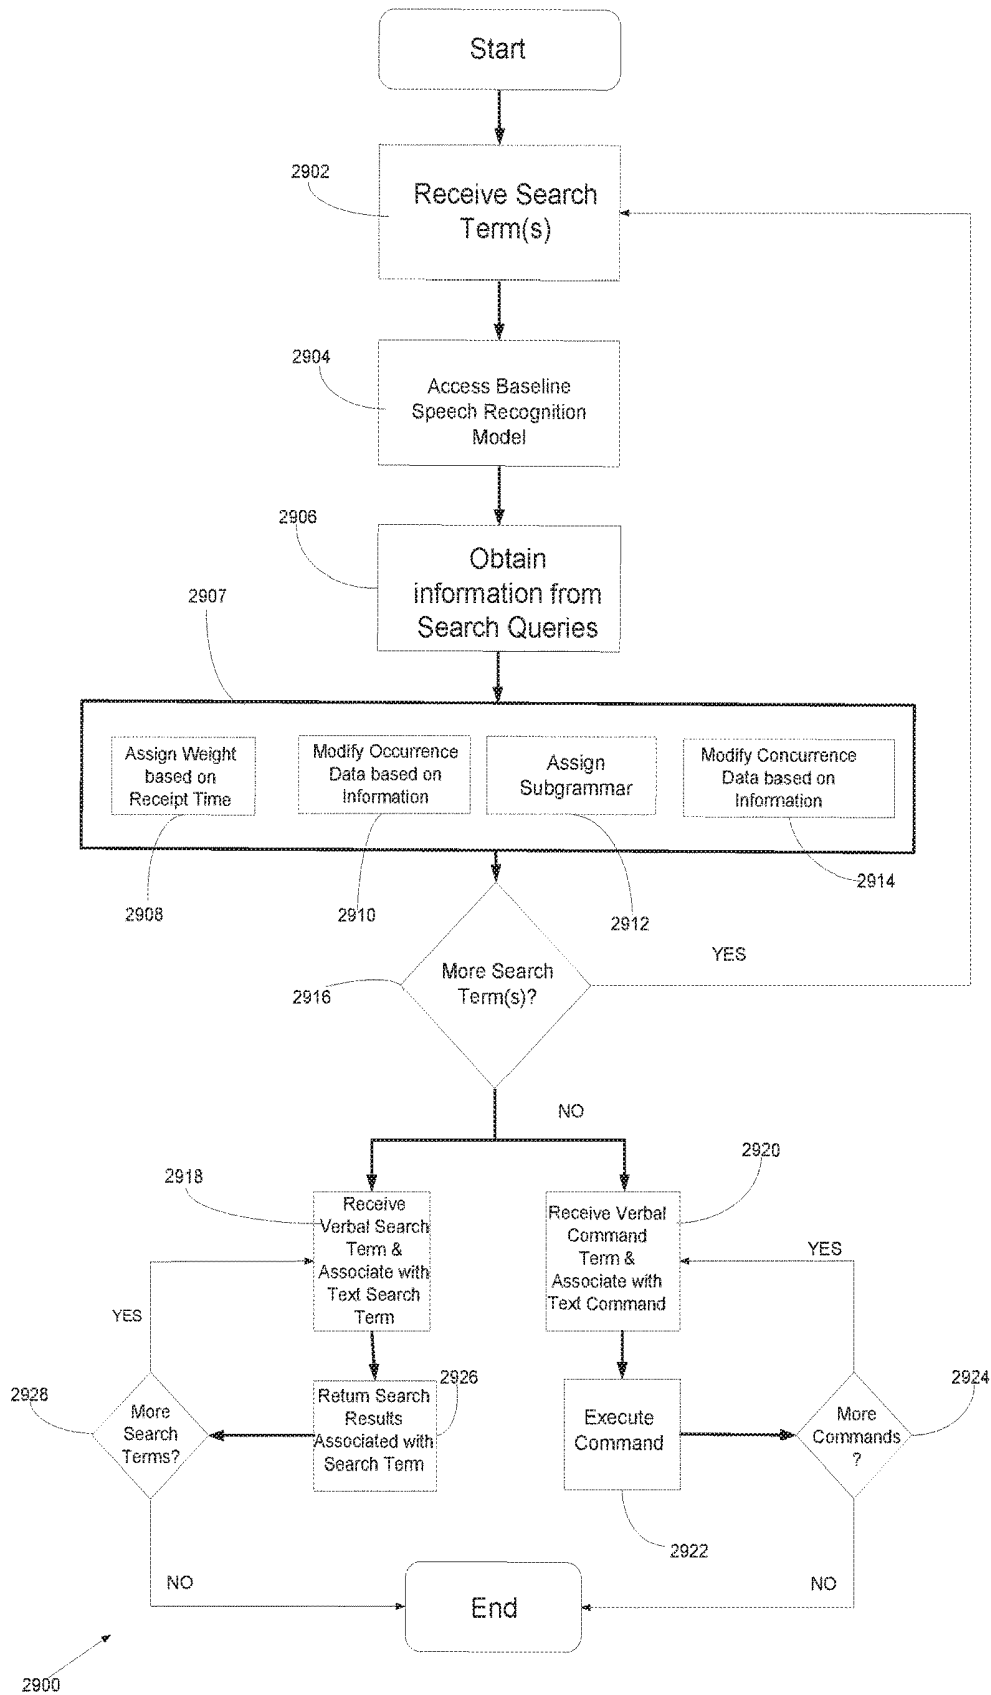 Start
2902
Receive Search
Term(s)
2904
Access Baseline
Speech Recognition
Model
2906
Obtain
information from
Search Queries
2907
Assign Weight
based on
Receipt Time
Modify Occurrence
Data based on
Information
Assign
Subgrammar
Modify Concurrence
Data based on
Information
2908
2910
2912
2914
YES
More Search
Term(s)?
2916
NO
2918
2920
Receive
Verbal Search
Term &
Associate with
Text Search
Term
Receive Verbal
Command
Term &
Associate with
Text Command
YES
YES
2928
More
Search
Terms?
Return Search
Results
Associated with
Search Term
2926
Execute
Command
2922
More
Commands
?
2924
NO
NO
End
2900